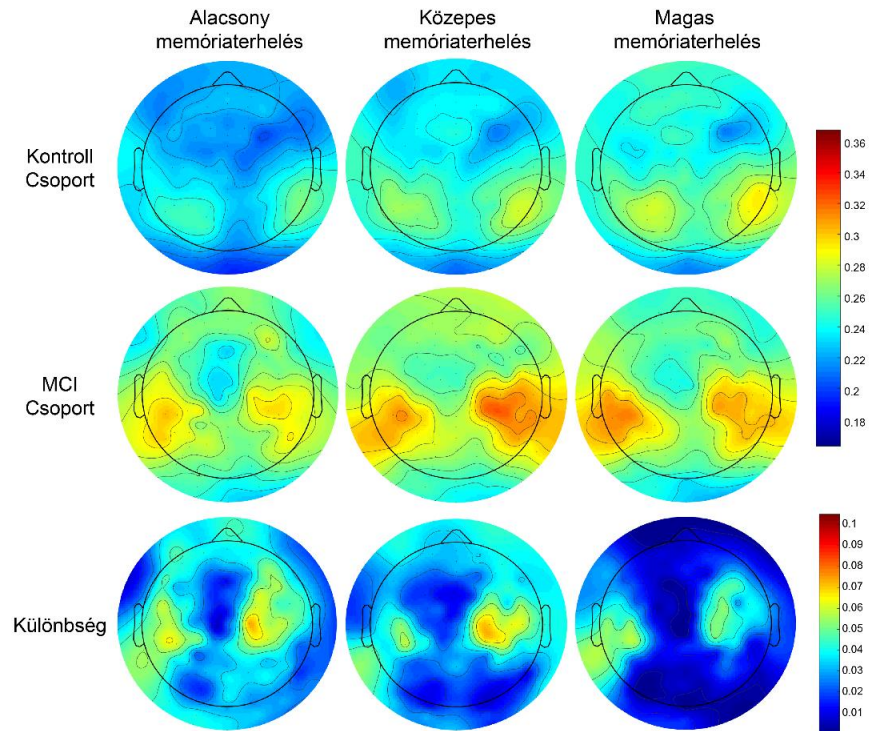 Alacsony
memóriaterhelés
Közepes
memóriaterhelés
Magas
memóriaterhelés
Kontroll
Csoport
0.36
0.34
0.32
0.3
0.28
0.26
0.24
0.22
0.2
0.18
MCI
Csoport
Különbség
0.1
0.09
0.08
0.07
0.06
0.05
0.04
0.03
0.02
0.01